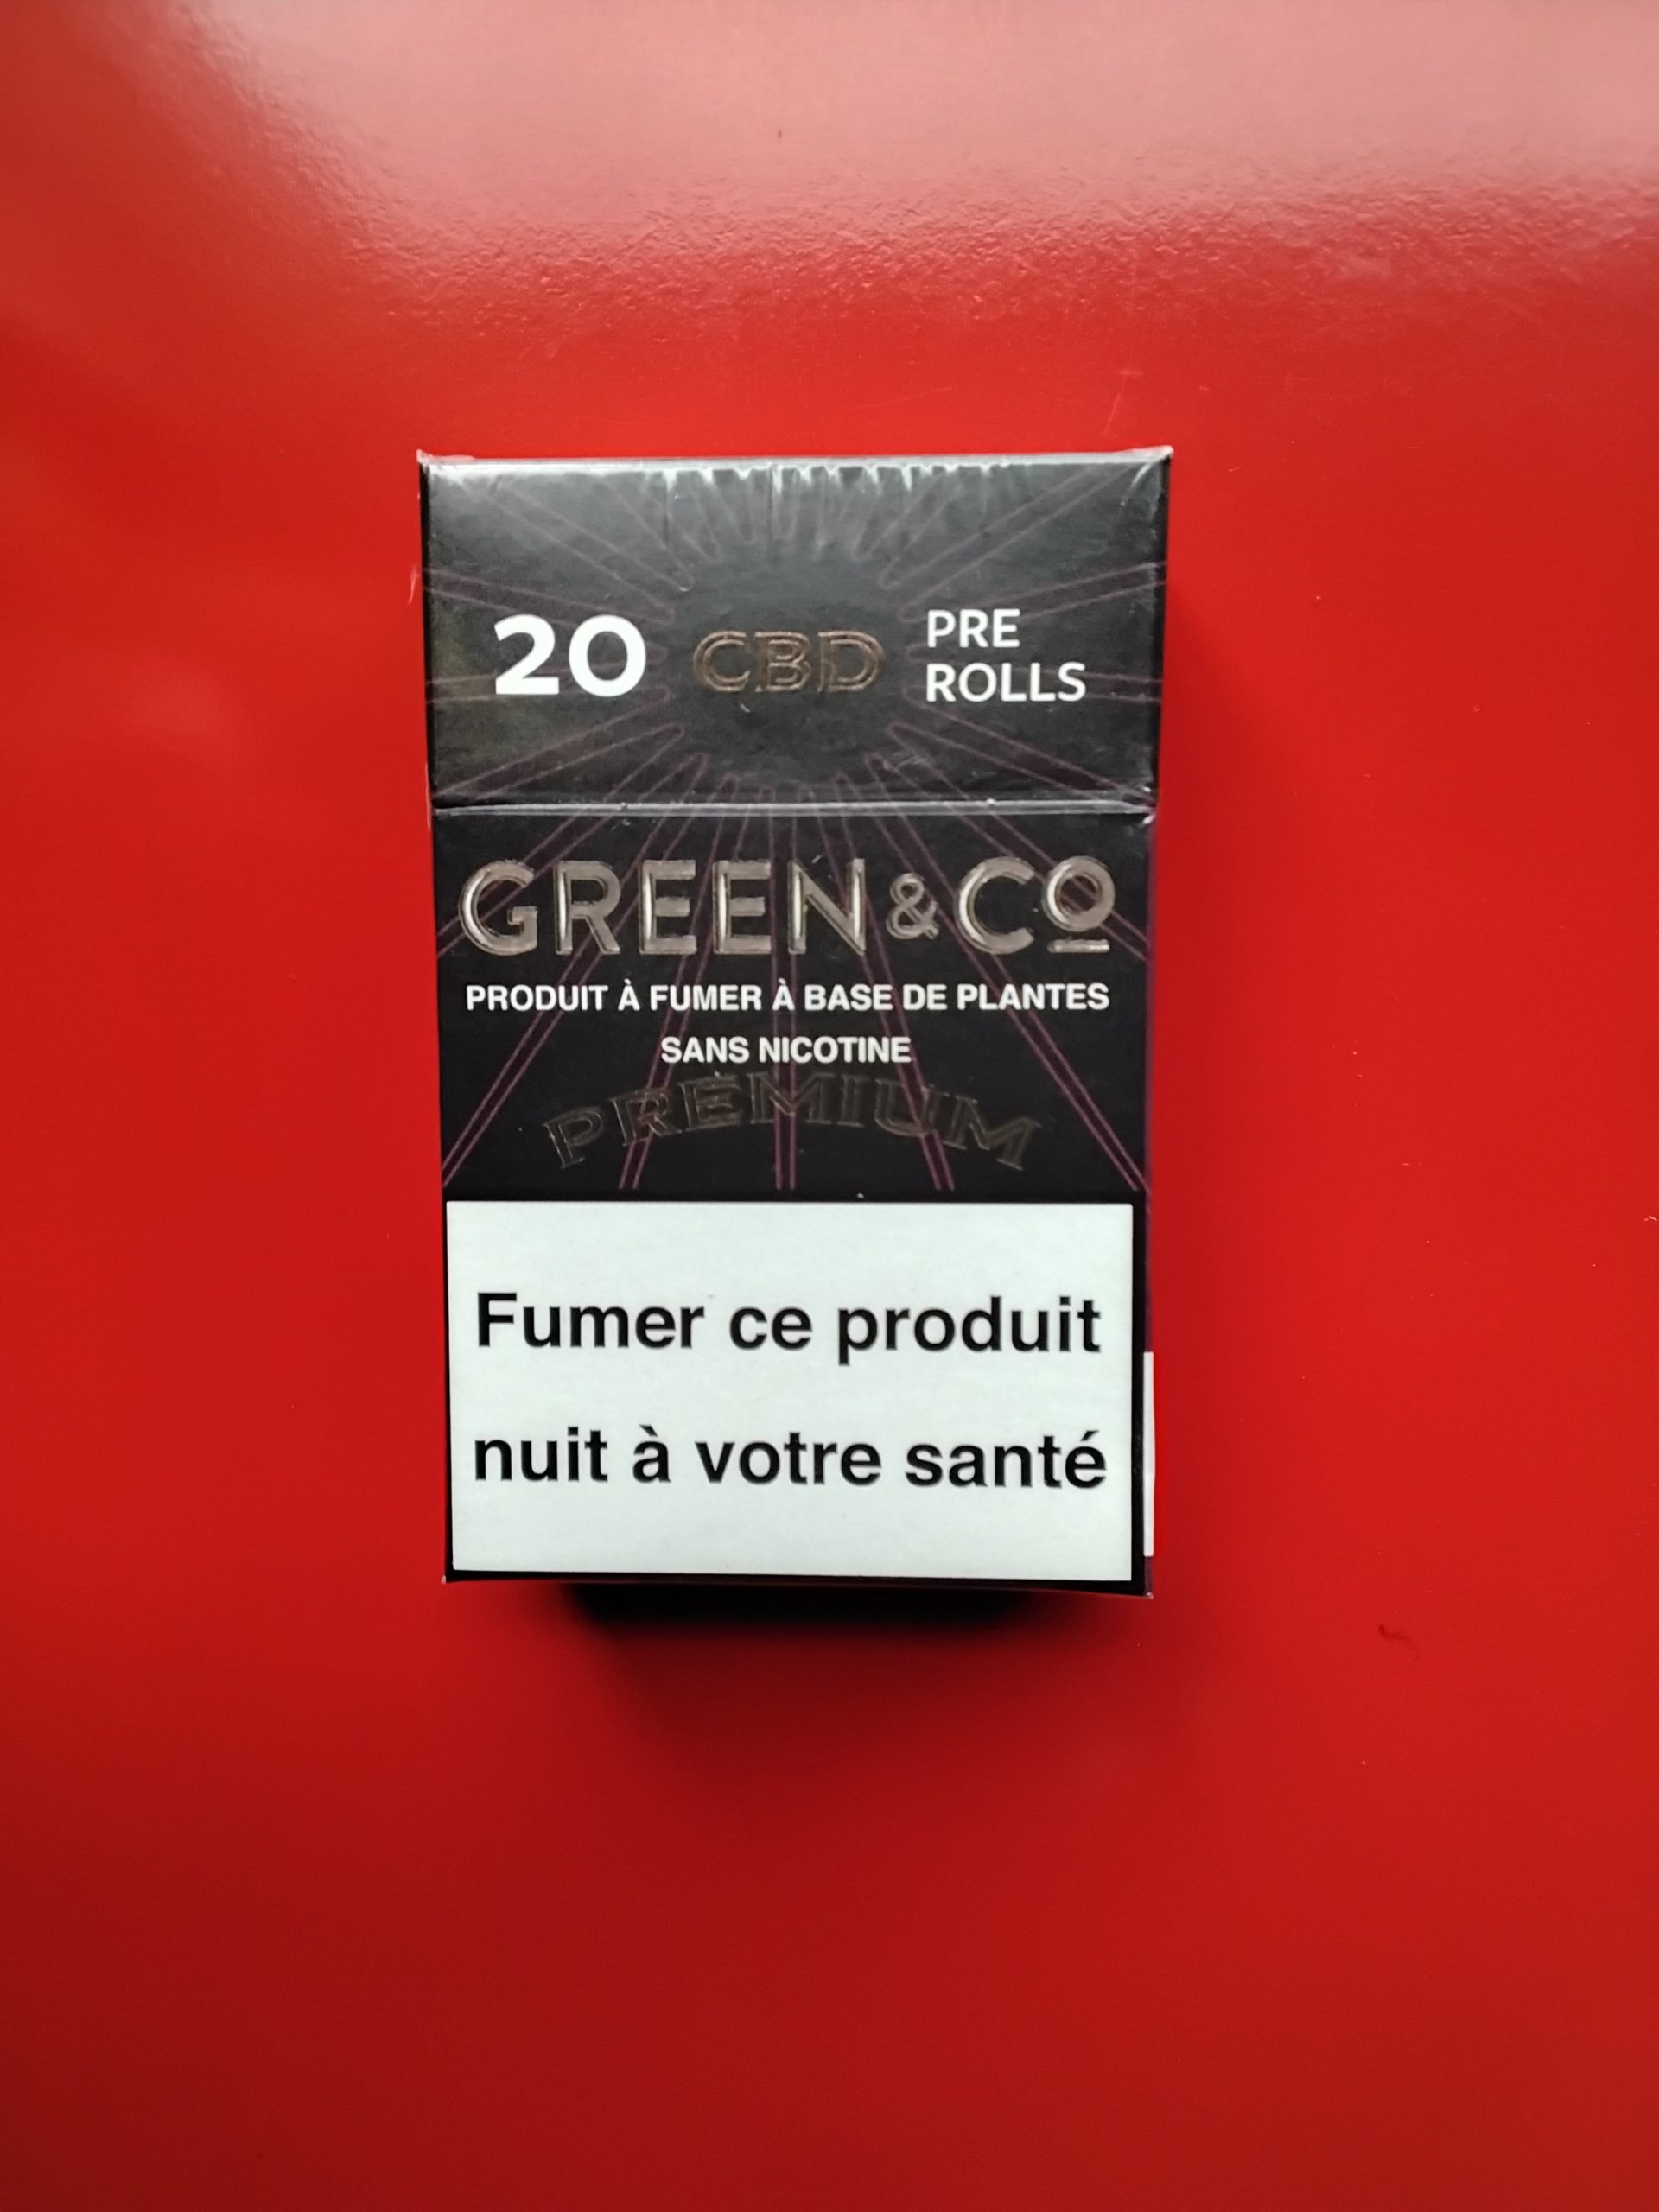 20 CBD PRE ROLLS
GREEN & CO
PRODUIT À FUMER À BASE DE PLANTES
SANS NICOTINE
PREMIUM
Fumer ce produit
nuit à votre santé